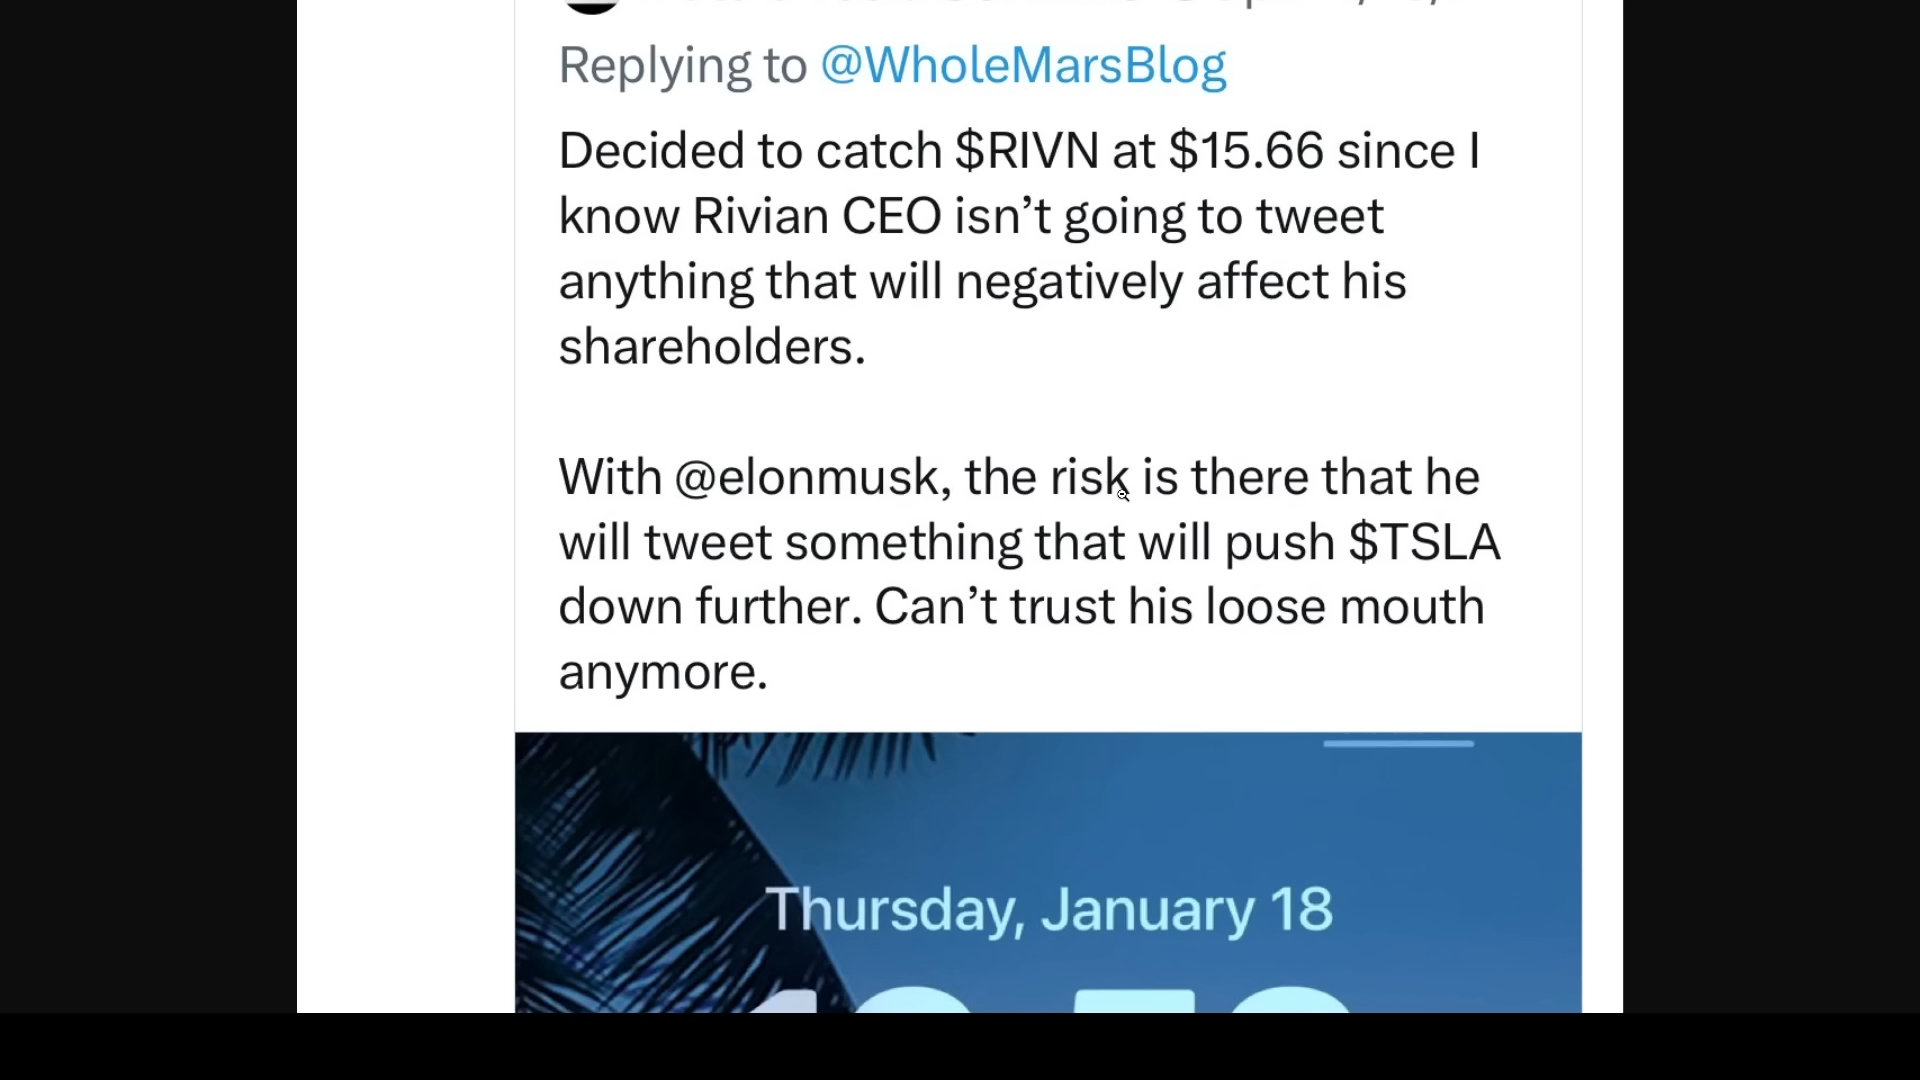 Replying to @WholeMarsBlog
Decided to catch $RIVN at $15.66 since I
know Rivian CEO isn’t going to tweet
anything that will negatively affect his
shareholders.
With @elonmusk, the risk is there that he
will tweet something that will push $TSLA
down further. Can’t trust his loose mouth
anymore.
Thursday, January 18